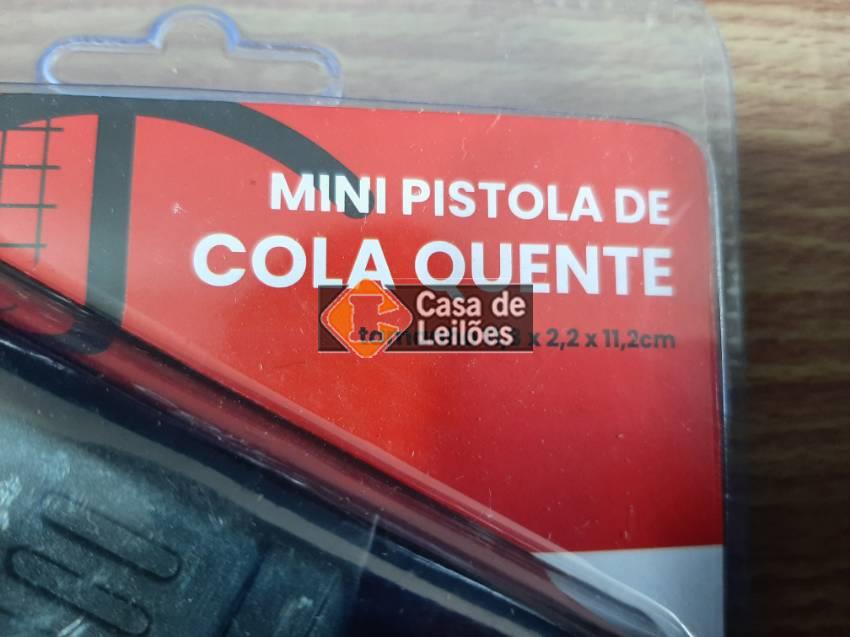 MINI PISTOLA DE
COLA QUENTE
Casa de
Leilões
x 2,2 x 11,2cm